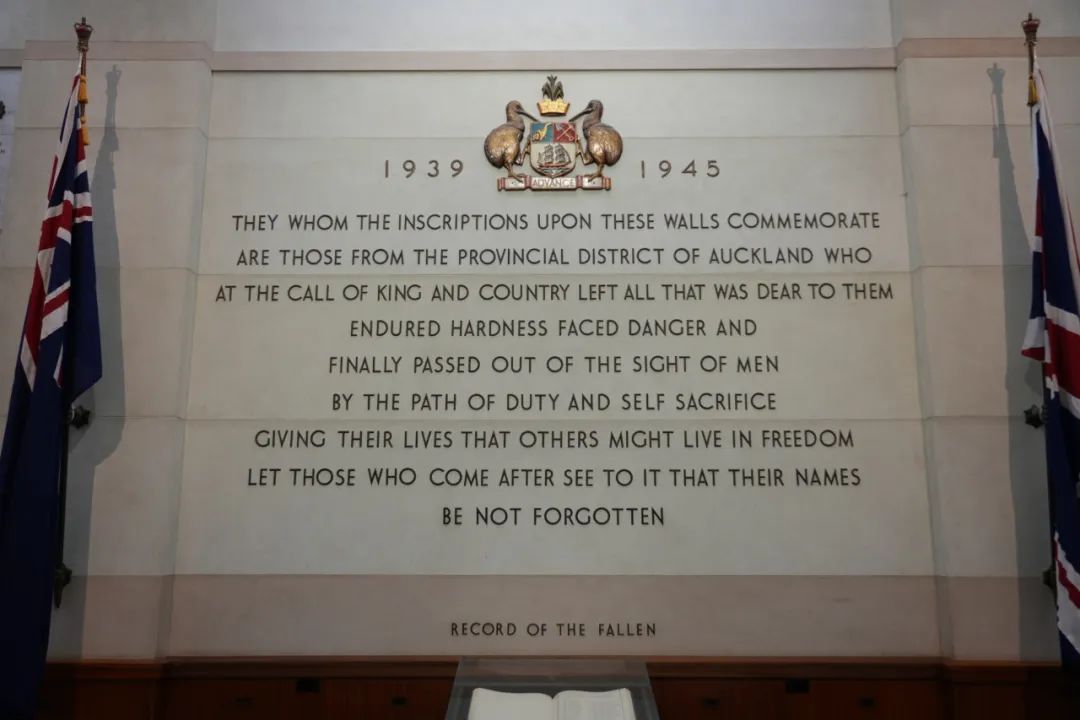 1939 1945
ADVANCE
THEY WHOM THE INSCRIPTIONS UPON THESE WALLS COMMEMORATE
ARE THOSE FROM THE PROVINCIAL DISTRICT OF AUCKLAND WHO
AT THE CALL OF KING AND COUNTRY LEFT ALL THAT WAS DEAR TO THEM
ENDURED HARDNESS FACED DANGER AND
FINALLY PASSED OUT OF THE SIGHT OF MEN
BY THE PATH OF DUTY AND SELF SACRIFICE
GIVING THEIR LIVES THAT OTHERS MIGHT LIVE IN FREEDOM
LET THOSE WHO COME AFTER SEE TO IT THAT THEIR NAMES
BE NOT FORGOTTEN
RECORD OF THE FALLEN